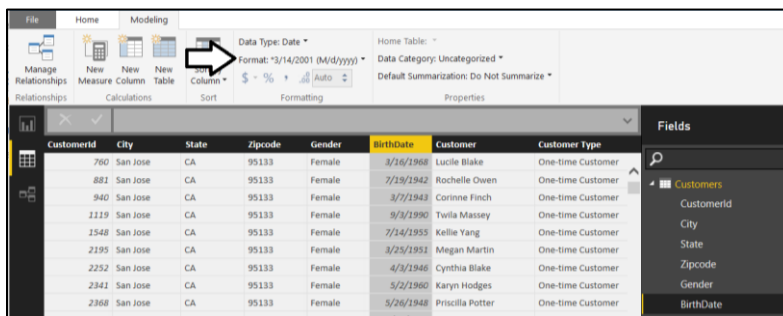 File Home Modeling
Data Type: Date
Home Table:
Format: *3/14/2001 (M/d/yyyy)
Data Category: Uncategorized
Manage Relationships
New Measure
New Column
New Table
Column
$ - % , Auto
Default Summarization: Do Not Summarize
Relationships Calculations Sort Formatting Properties
Fields
CustomerId City State Zipcode Gender BirthDate Customer Customer Type
760 San Jose CA 95133 Female 3/16/1968 Lucile Blake One-time Customer
881 San Jose CA 95133 Female 7/19/1942 Rochelle Owen One-time Customer
940 San Jose CA 95133 Female 3/7/1943 Corinne Finch One-time Customer
1119 San Jose CA 95133 Female 9/3/1990 Twila Massey One-time Customer
1548 San Jose CA 95133 Female 7/14/1955 Kellie Yang One-time Customer
2195 San Jose CA 95133 Female 3/25/1951 Megan Martin One-time Customer
2252 San Jose CA 95133 Female 4/3/1946 Cynthia Blake One-time Customer
2341 San Jose CA 95133 Female 5/2/1960 Karyn Hodges One-time Customer
2368 San Jose CA 95133 Female 5/26/1948 Priscilla Potter One-time Customer
Customers
CustomerId
City
State
Zipcode
Gender
BirthDate